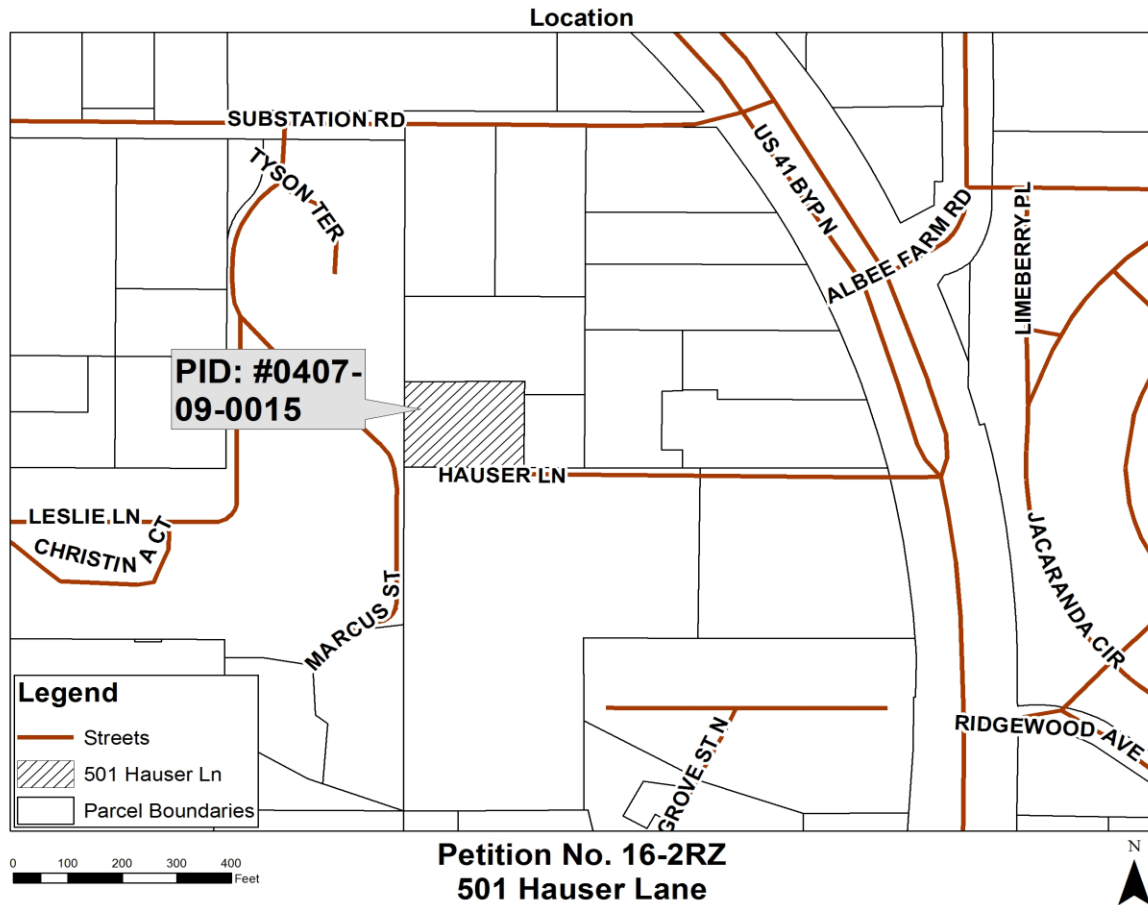 Location
SUBSTATION RD
TYSON TER
US 41 BYP N
ALBEE FARM RD
LIMEBERRY PL
PID: #0407-
09-0015
HAUSER LN
LESLIE LN
CHRISTIN A CT
MARCUS ST
JACARANDA CIR
RIDGEWOOD AVE
GROVE ST N
Legend
Streets
501 Hauser Ln
Parcel Boundaries
0 100 200 300 400
Feet
Petition No. 16-2RZ
501 Hauser Lane
N